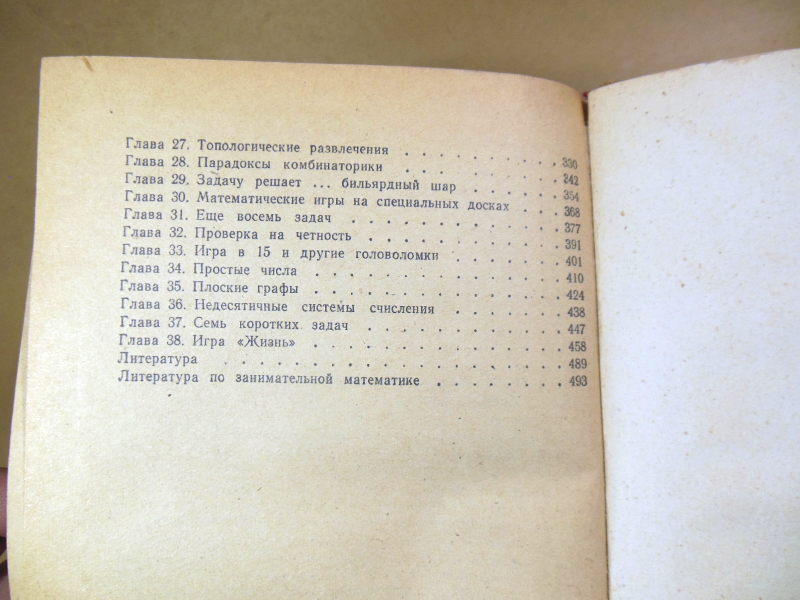 Глава 27. Топологические развлечения . . . . . . . . 330
Глава 28. Парадоксы комбинаторики . . . . . . . . 342
Глава 29. Задачу решает ... бильярдный шар . . . . . 354
Глава 30. Математические игры на специальных досках . . . 368
Глава 31. Еще восемь задач . . . . . . . . . . 377
Глава 32. Проверка на четность . . . . . . . . . 391
Глава 33. Игра в 15 и другие головоломки . . . . . . 401
Глава 34. Простые числа . . . . . . . . . . . 410
Глава 35. Плоские графы . . . . . . . . . . . 424
Глава 36. Недесятичные системы счисления . . . . . . 438
Глава 37. Семь коротких задач . . . . . . . . . 447
Глава 38. Игра «Жизнь» . . . . . . . . . . . 458
Литература . . . . . . . . . . . . . . 489
Литература по занимательной математике . . . . . . . 493